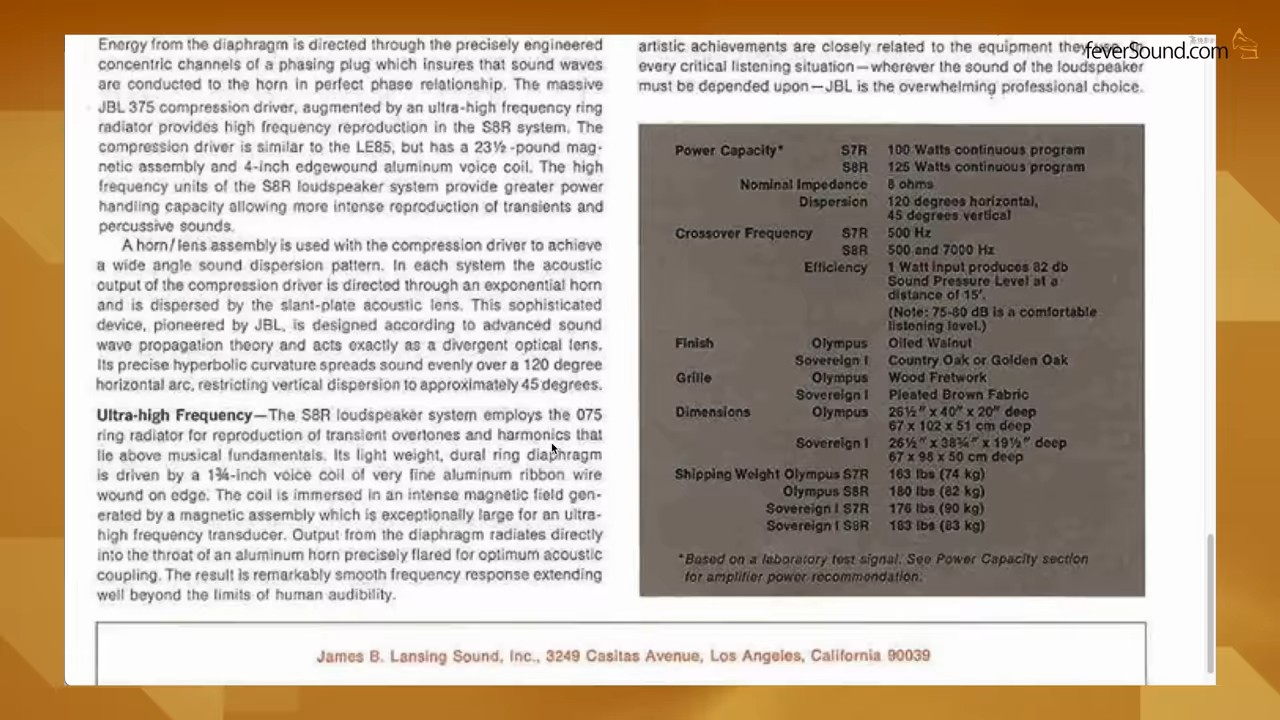 feverSound.com
Energy from the diaphragm is directed through the precisely engineered
concentric channels of a phasing plug which insures that sound waves
are conducted to the horn in perfect phase relationship. The massive
JBL 375 compression driver, augmented by an ultra-high frequency ring
radiator provides high frequency reproduction in the S8R system. The
compression driver is similar to the LE85, but has a 23½-pound mag-
netic assembly and 4-inch edgewound aluminum voice coil. The high
frequency units of the S8R loudspeaker system provide greater power
handling capacity allowing more intense reproduction of transients and
percussive sounds.
A horn/lens assembly is used with the compression driver to achieve
a wide angle sound dispersion pattern. In each system the acoustic
output of the compression driver is directed through an exponential horn
and is dispersed by the slant-plate acoustic lens. This sophisticated
device, pioneered by JBL, is designed according to advanced sound
wave propagation theory and acts exactly as a divergent optical lens.
Its precise hyperbolic curvature spreads sound evenly over a 120 degree
horizontal arc, restricting vertical dispersion to approximately 45 degrees.
Ultra-high Frequency—The S8R loudspeaker system employs the 075
ring radiator for reproduction of transient overtones and harmonics that
lie above musical fundamentals. Its light weight, dural ring diaphragm
is driven by a 1¾-inch voice coil of very fine aluminum ribbon wire
wound on edge. The coil is immersed in an intense magnetic field gen-
erated by a magnetic assembly which is exceptionally large for an ultra-
high frequency transducer. Output from the diaphragm radiates directly
into the throat of an aluminum horn precisely flared for optimum acoustic
coupling. The result is remarkably smooth frequency response extending
well beyond the limits of human audibility.
artistic achievements are closely related to the equipment they
every critical listening situation—wherever the sound of the loudspeaker
must be depended upon—JBL is the overwhelming professional choice.
Power Capacity* S7R 100 Watts continuous program
S8R 125 Watts continuous program
Nominal Impedance 8 ohms
Dispersion 120 degrees horizontal,
45 degrees vertical
Crossover Frequency S7R 500 Hz
S8R 500 and 7000 Hz
Efficiency 1 Watt input produces 82 db
Sound Pressure Level at a
distance of 15'.
(Note: 75-80 dB is a comfortable
listening level.)
Finish Olympus Oiled Walnut
Sovereign I Country Oak or Golden Oak
Grille Olympus Wood Fretwork
Sovereign I Pleated Brown Fabric
Dimensions Olympus 26½" x 40" x 20" deep
67 x 102 x 51 cm deep
Sovereign I 26½" x 38¾" x 19½" deep
67 x 98 x 50 cm deep
Shipping Weight Olympus S7R 163 lbs (74 kg)
Olympus S8R 180 lbs (82 kg)
Sovereign I S7R 176 lbs (90 kg)
Sovereign I S8R 183 lbs (83 kg)
*Based on a laboratory test signal. See Power Capacity section
for amplifier power recommendation.
James B. Lansing Sound, Inc., 3249 Casitas Avenue, Los Angeles, California 90039